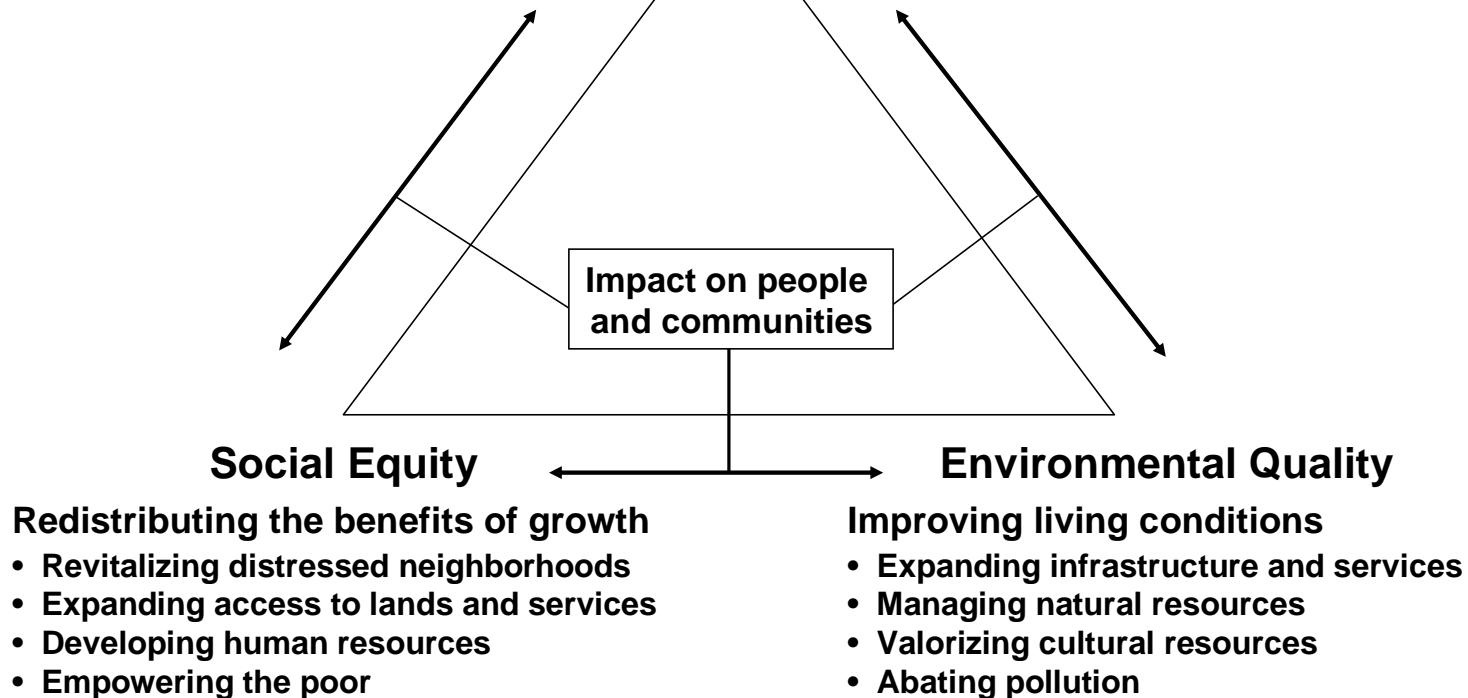 Impact on people
and communities
Social Equity
Redistributing the benefits of growth
• Revitalizing distressed neighborhoods
• Expanding access to lands and services
• Developing human resources
• Empowering the poor
Environmental Quality
Improving living conditions
• Expanding infrastructure and services
• Managing natural resources
• Valorizing cultural resources
• Abating pollution